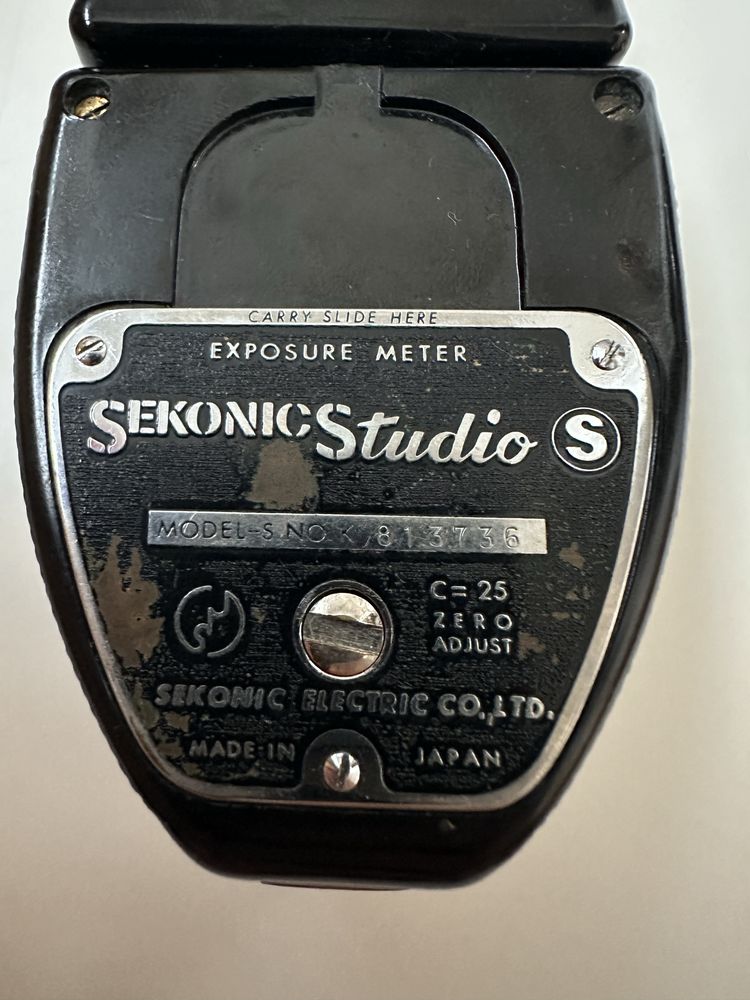 CARRY SLIDE HERE
EXPOSURE METER
SEKONIC Studio S
MODEL-S NO K 813736
C=25
ZERO
ADJUST
SEKONIC ELECTRIC CO.,LTD.
MADE IN JAPAN